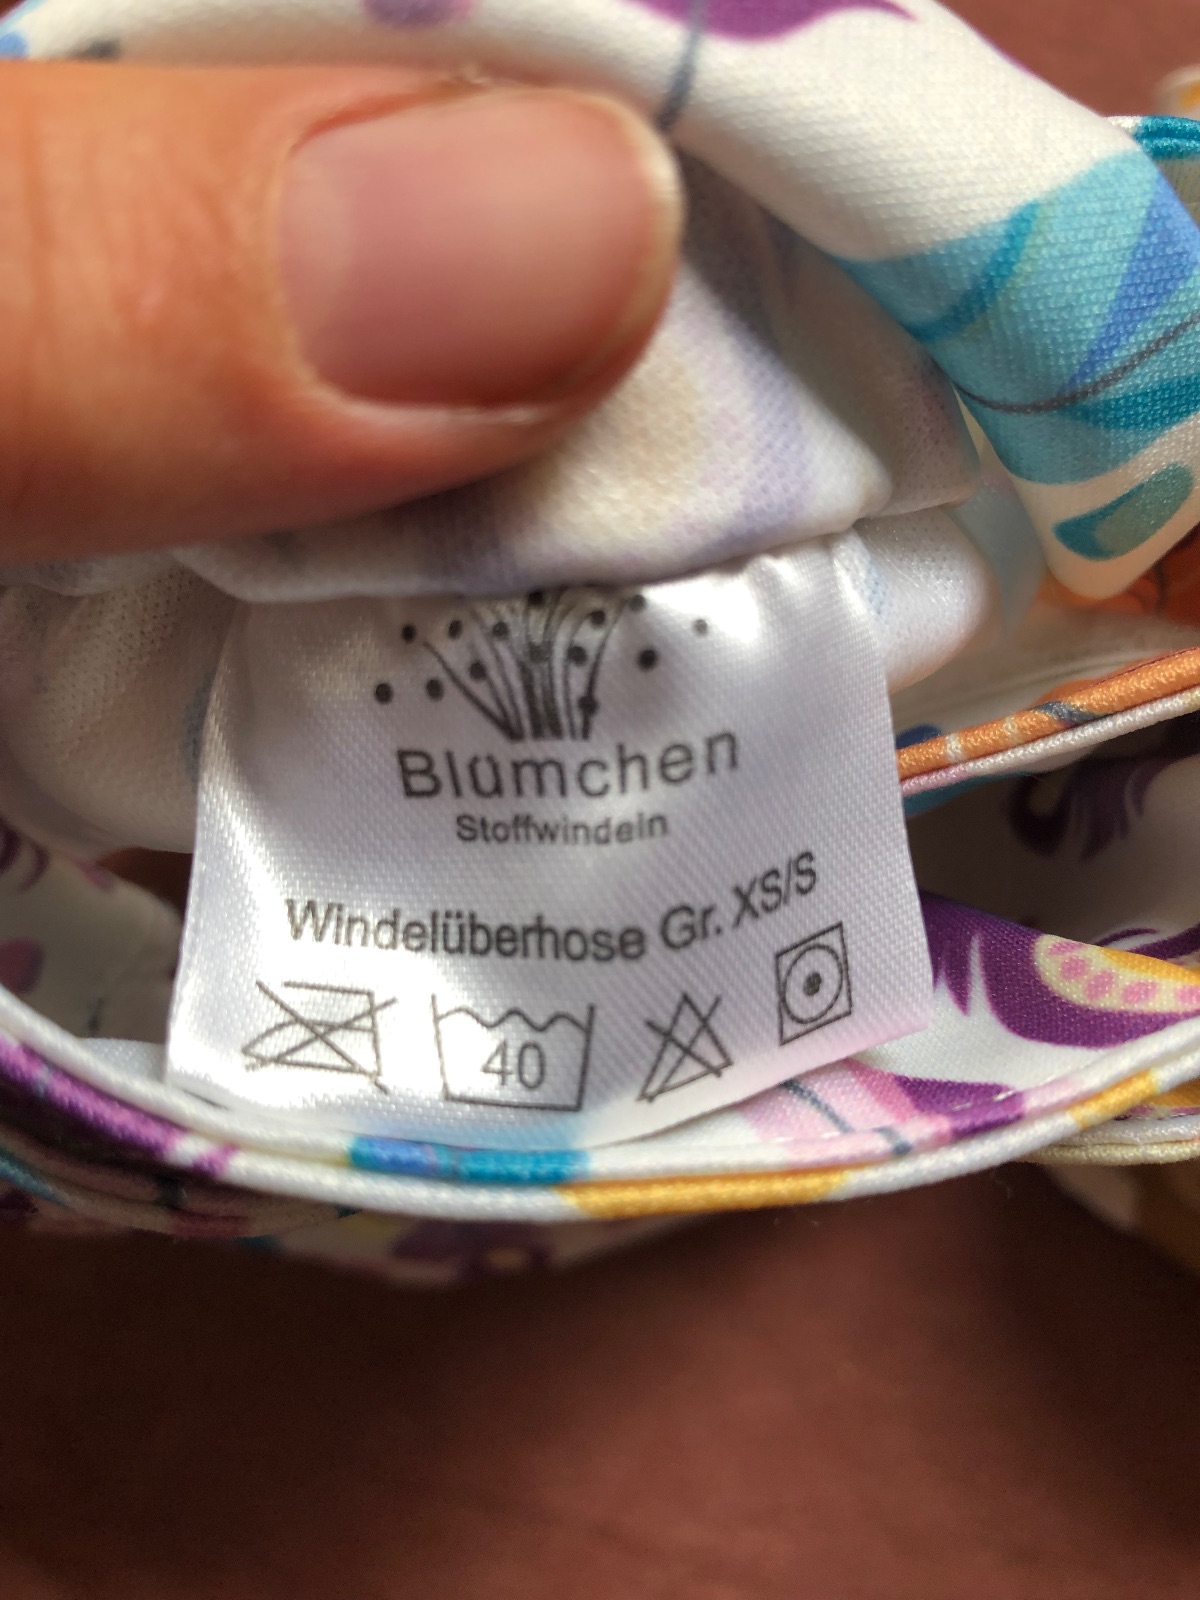 Blümchen
Stoffwindeln
Windelüberhose Gr. XS/S
40